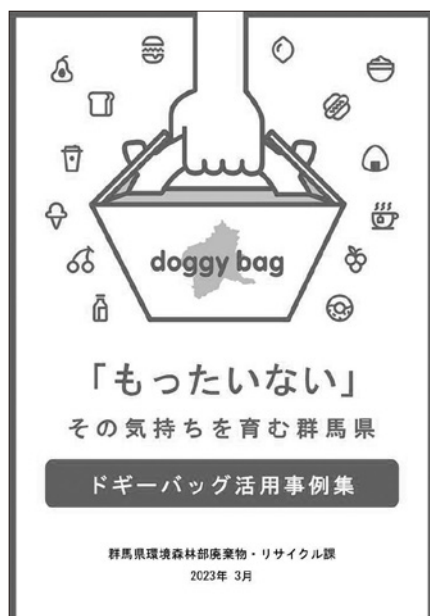 doggy bag
「もったいない」
その気持ちを育む群馬県
ドギーバッグ活用事例集
群馬県環境森林部廃棄物・リサイクル課
2023年 3月